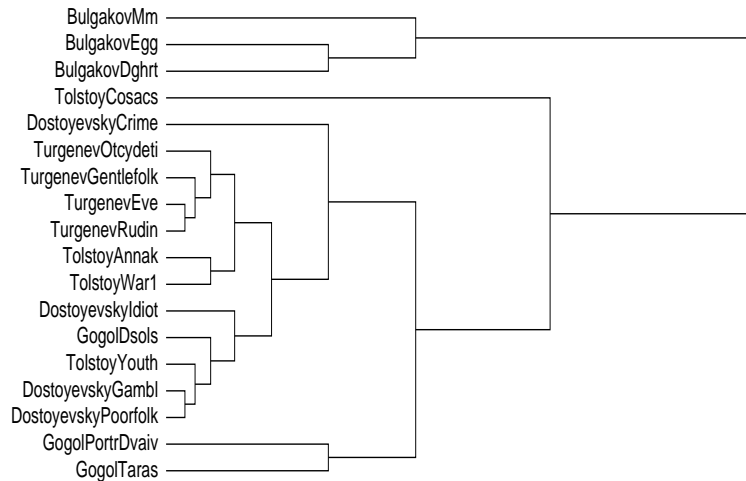 BulgakovMm
BulgakovEgg
BulgakovDghrt
TolstoyCosacs
DostoyevskyCrime
TurgenevOtcydeti
TurgenevGentlefolk
TurgenevEve
TurgenevRudin
TolstoyAnnak
TolstoyWar1
DostoyevskyIdiot
GogolDsols
TolstoyYouth
DostoyevskyGambl
DostoyevskyPoorfolk
GogolPortrDvaiv
GogolTaras